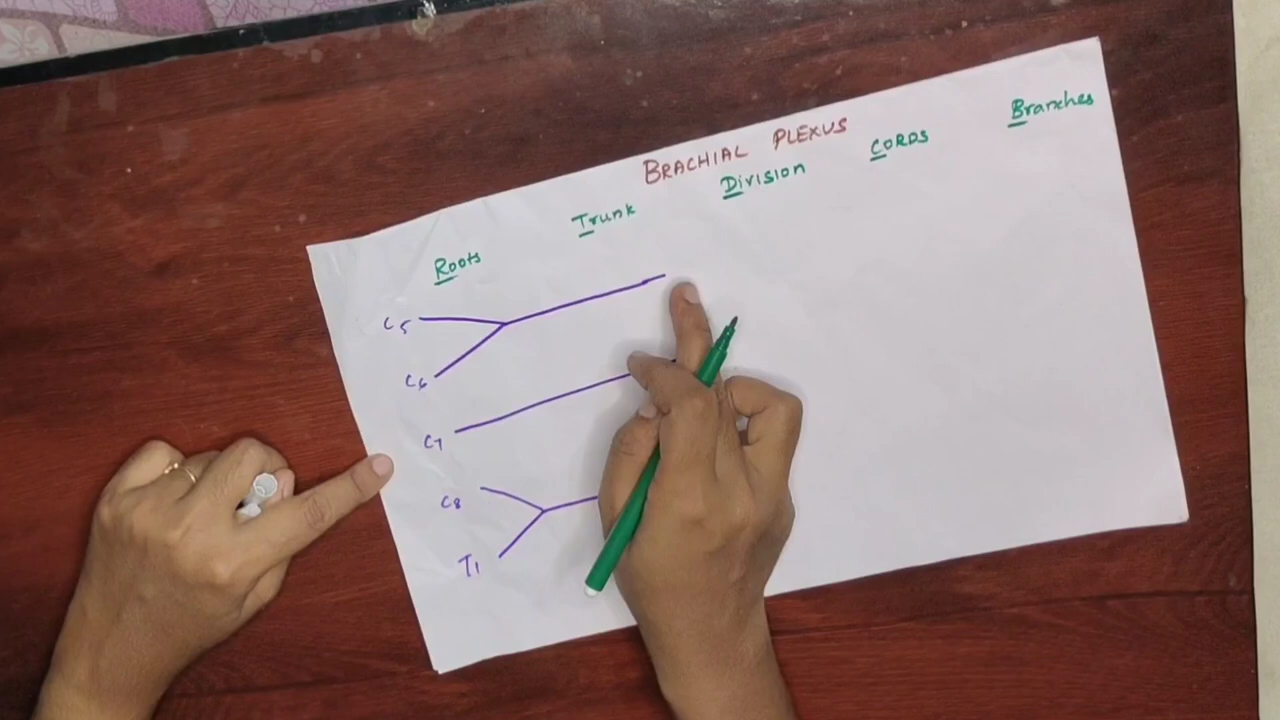 BRACHIAL PLEXUS
Roots Trunk Division CORDS Branches
C5
C6
C7
C8
T1